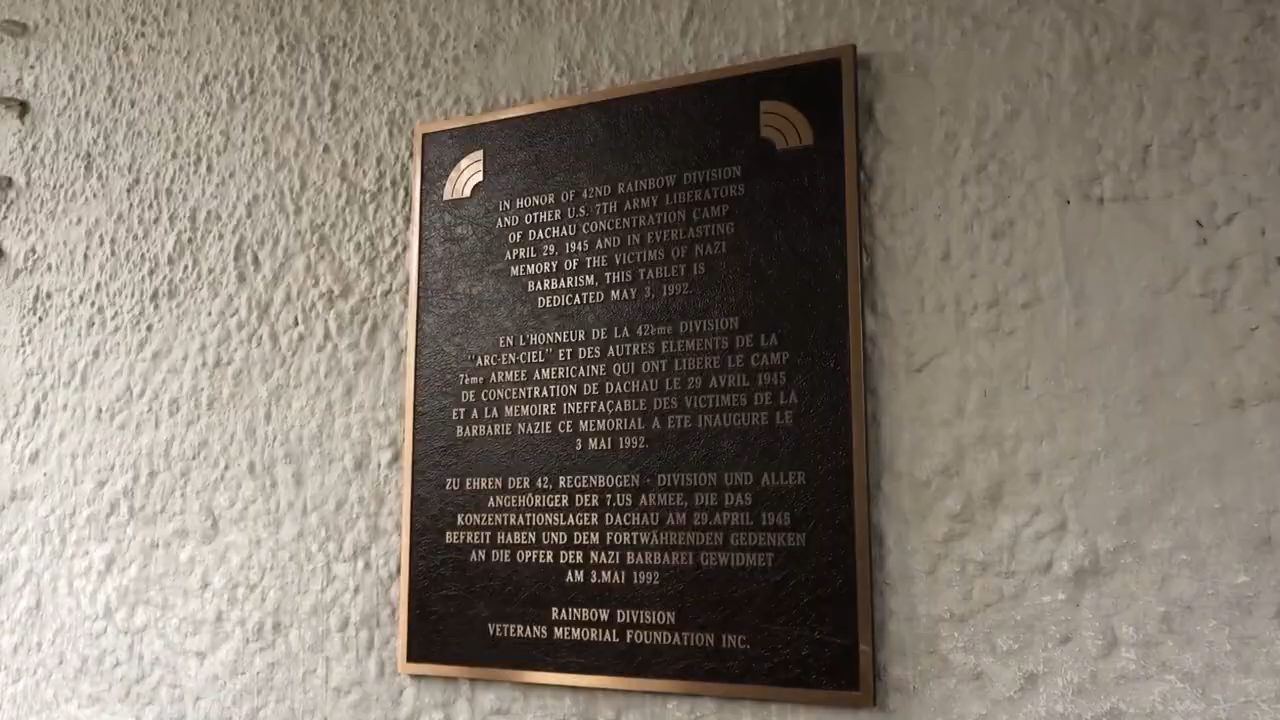 IN HONOR OF 42ND RAINBOW DIVISION
AND OTHER U.S. 7TH ARMY LIBERATORS
OF DACHAU CONCENTRATION CAMP
APRIL 29, 1945 AND IN EVERLASTING
MEMORY OF THE VICTIMS OF NAZI
BARBARISM, THIS TABLET IS
DEDICATED MAY 3, 1992.
EN L'HONNEUR DE LA 42ème DIVISION
"ARC-EN-CIEL" ET DES AUTRES ELEMENTS DE LA
7ème ARMEE AMERICAINE QUI ONT LIBERE LE CAMP
DE CONCENTRATION DE DACHAU LE 29 AVRIL 1945
ET A LA MEMOIRE INEFFAÇABLE DES VICTIMES DE LA
BARBARIE NAZIE CE MEMORIAL A ETE INAUGURE LE
3 MAI 1992.
ZU EHREN DER 42, REGENBOGEN - DIVISION UND ALLER
ANGEHÖRIGER DER 7.US ARMEE, DIE DAS
KONZENTRATIONSLAGER DACHAU AM 29.APRIL 1945
BEFREIT HABEN UND DEM FORTWÄHRENDEN GEDENKEN
AN DIE OPFER DER NAZI BARBAREI GEWIDMET
AM 3.MAI 1992
RAINBOW DIVISION
VETERANS MEMORIAL FOUNDATION INC.